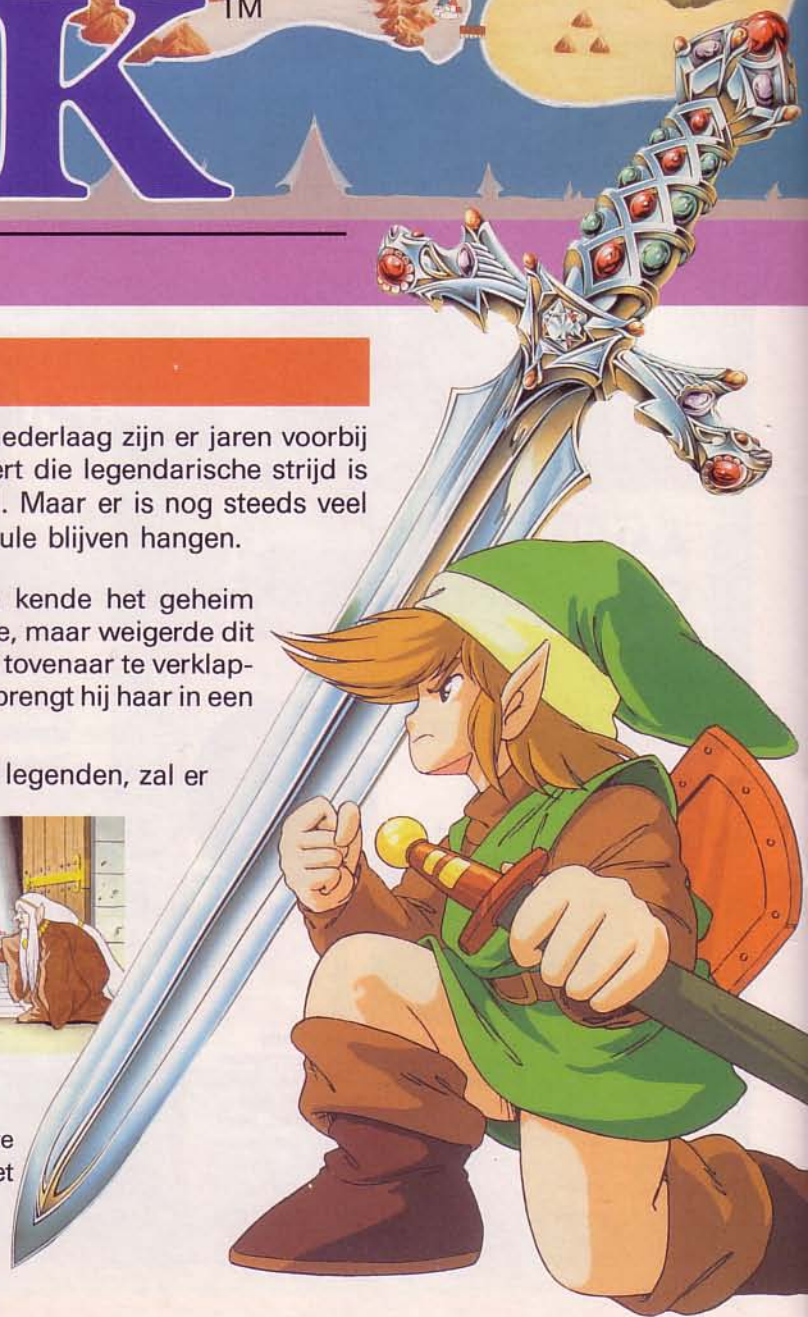 K
TM
ederlaag zijn er jaren voorbij
ert die legendarische strijd is
. Maar er is nog steeds veel
ule blijven hangen.
kende het geheim
e, maar weigerde dit
tovenaar te verklap-
brengt hij haar in een
legenden, zal er
e
et